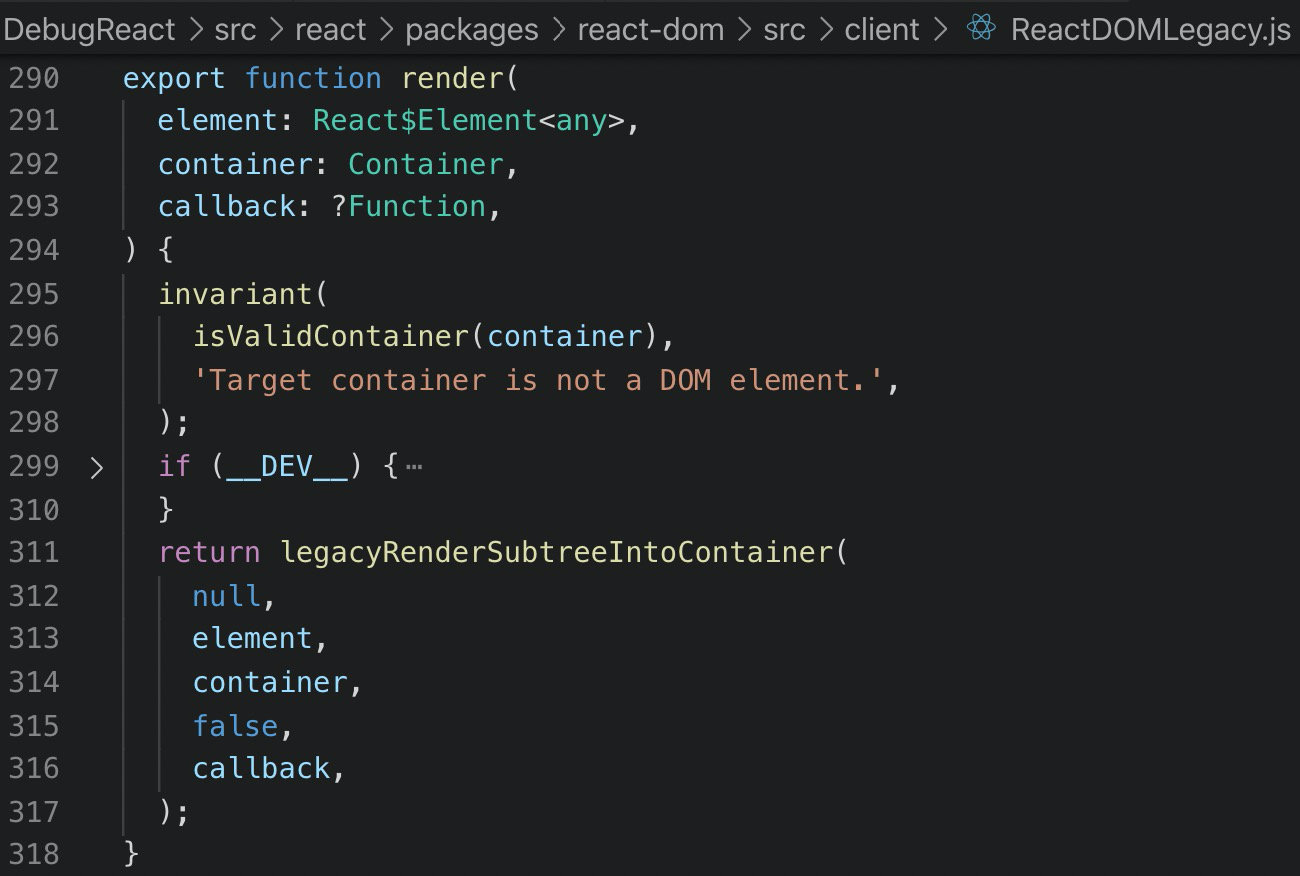 DebugReact > src > react > packages > react-dom > src > client > ReactDOMLegacy.js
290 export function render(
291 element: React$Element<any>,
292 container: Container,
293 callback: ?Function,
294 ) {
295 invariant(
296 isValidContainer(container),
297 'Target container is not a DOM element.',
298 );
299 > if (__DEV__) {…
310 }
311 return legacyRenderSubtreeIntoContainer(
312 null,
313 element,
314 container,
315 false,
316 callback,
317 );
318 }